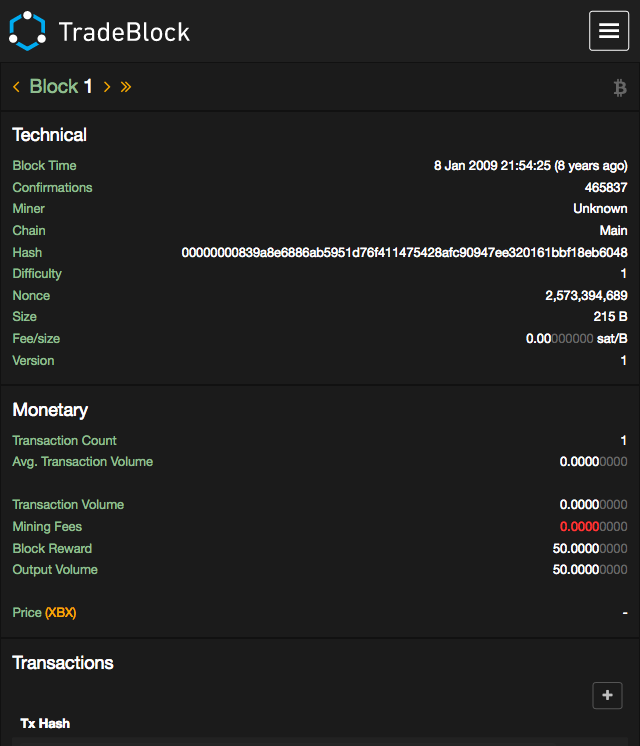 TradeBlock
Block 1
Technical
Block Time 8 Jan 2009 21:54:25 (8 years ago)
Confirmations 465837
Miner Unknown
Chain Main
Hash 00000000839a8e6886ab5951d76f411475428afc90947ee320161bbf18eb6048
Difficulty 1
Nonce 2,573,394,689
Size 215 B
Fee/size 0.00000000 sat/B
Version 1
Monetary
Transaction Count 1
Avg. Transaction Volume 0.00000000
Transaction Volume 0.00000000
Mining Fees 0.00000000
Block Reward 50.00000000
Output Volume 50.00000000
Price (XBX) -
Transactions
+
Tx Hash